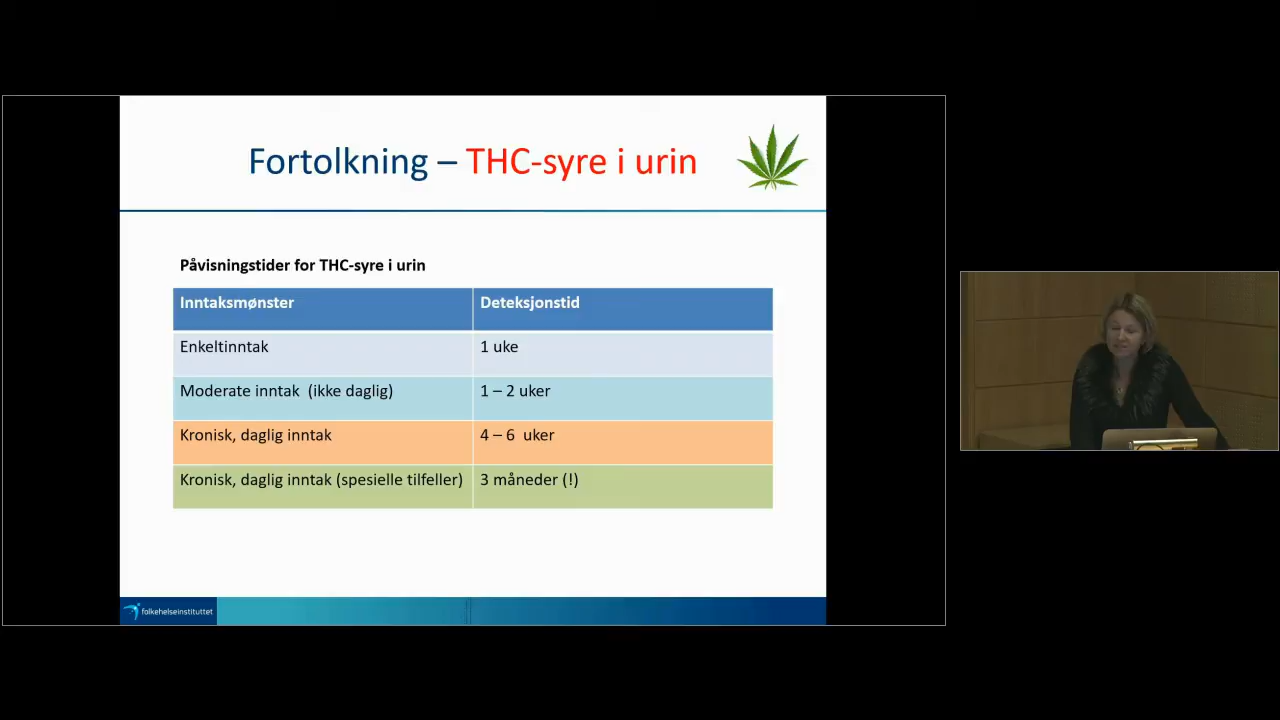 Fortolkning – THC-syre i urin
Påvisningstider for THC-syre i urin
Inntaksmønster Deteksjonstid
Enkeltinntak 1 uke
Moderate inntak (ikke daglig) 1 – 2 uker
Kronisk, daglig inntak 4 – 6 uker
Kronisk, daglig inntak (spesielle tilfeller) 3 måneder (!)
folkehelseinstituttet